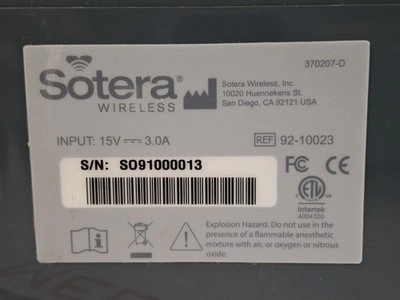 370207-D
Sotera®
WIRELESS
Sotera Wireless, Inc.
10020 Huennekens St.
San Diego, CA 92121 USA
INPUT: 15V⎓3.0A
REF 92-10023
S/N: SO91000013
FC CE
ETL
Intertek
4004320
Explosion Hazard. Do not use in the
presence of a flammable anesthetic
mixture with air, or oxygen or nitrous
oxide.